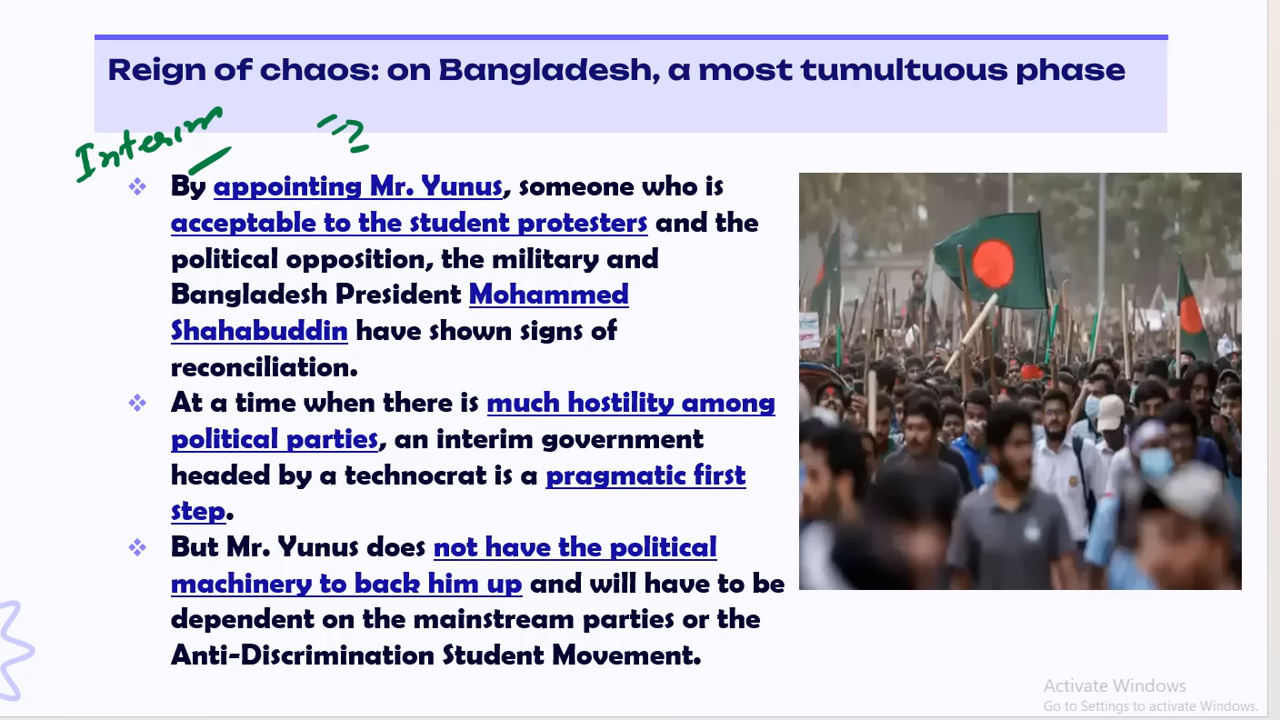 Reign of chaos: on Bangladesh, a most tumultuous phase
Interim
By appointing Mr. Yunus, someone who is
acceptable to the student protesters and the
political opposition, the military and
Bangladesh President Mohammed
Shahabuddin have shown signs of
reconciliation.
At a time when there is much hostility among
political parties, an interim government
headed by a technocrat is a pragmatic first
step.
But Mr. Yunus does not have the political
machinery to back him up and will have to be
dependent on the mainstream parties or the
Anti-Discrimination Student Movement.
Activate Windows
Go to Settings to activate Windows.